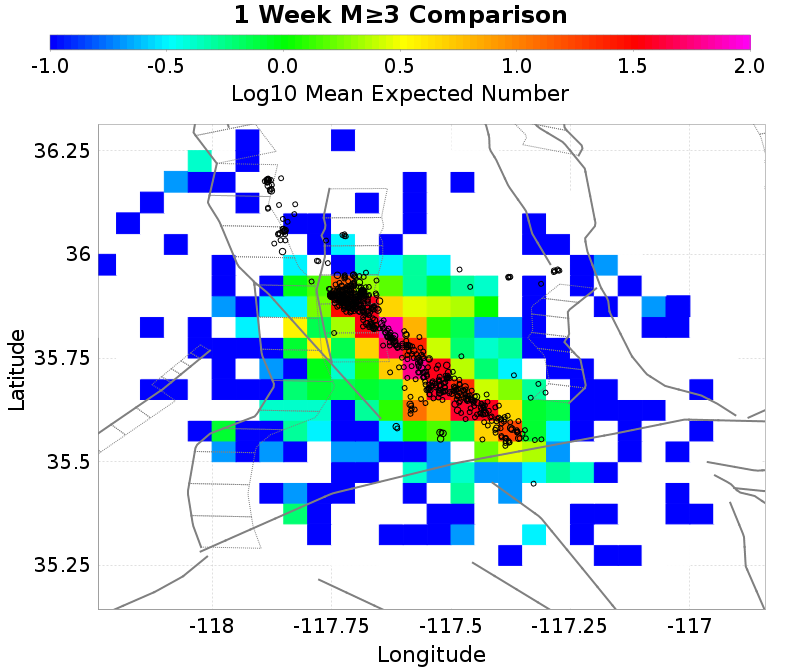 1 Week M≥3 Comparison
-1.0 -0.5 0.0 0.5 1.0 1.5 2.0
Log10 Mean Expected Number
36.25
36
35.75
35.5
35.25
Latitude
-118 -117.75 -117.5 -117.25 -117
Longitude